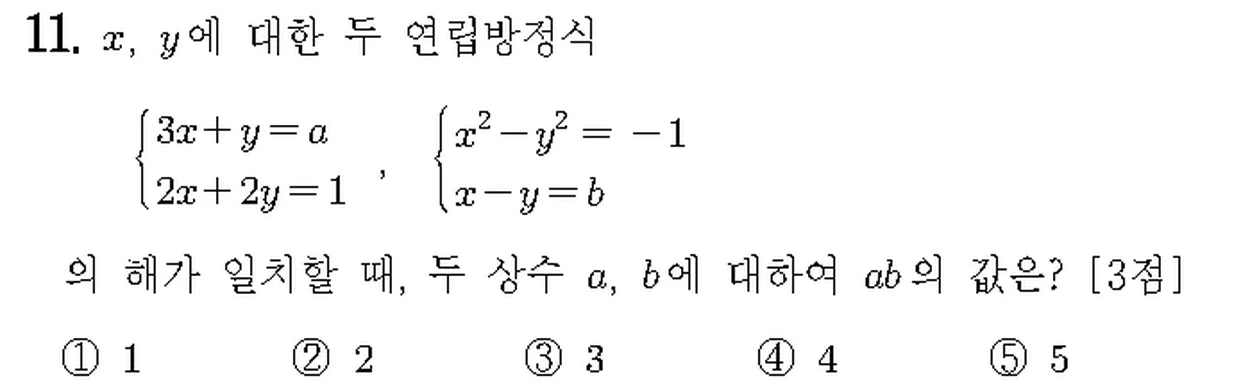 11. x, y에 대한 두 연립방정식
{3x+y=a
2x+2y=1 , {x²-y²=-1
x-y=b
의 해가 일치할 때, 두 상수 a, b에 대하여 ab의 값은? [3점]
① 1 ② 2 ③ 3 ④ 4 ⑤ 5